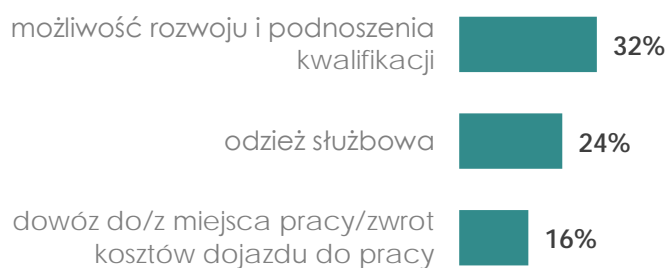 możliwość rozwoju i podnoszenia
kwalifikacji
32%
odzież służbowa
24%
dowóz do/z miejsca pracy/zwrot
kosztów dojazdu do pracy
16%